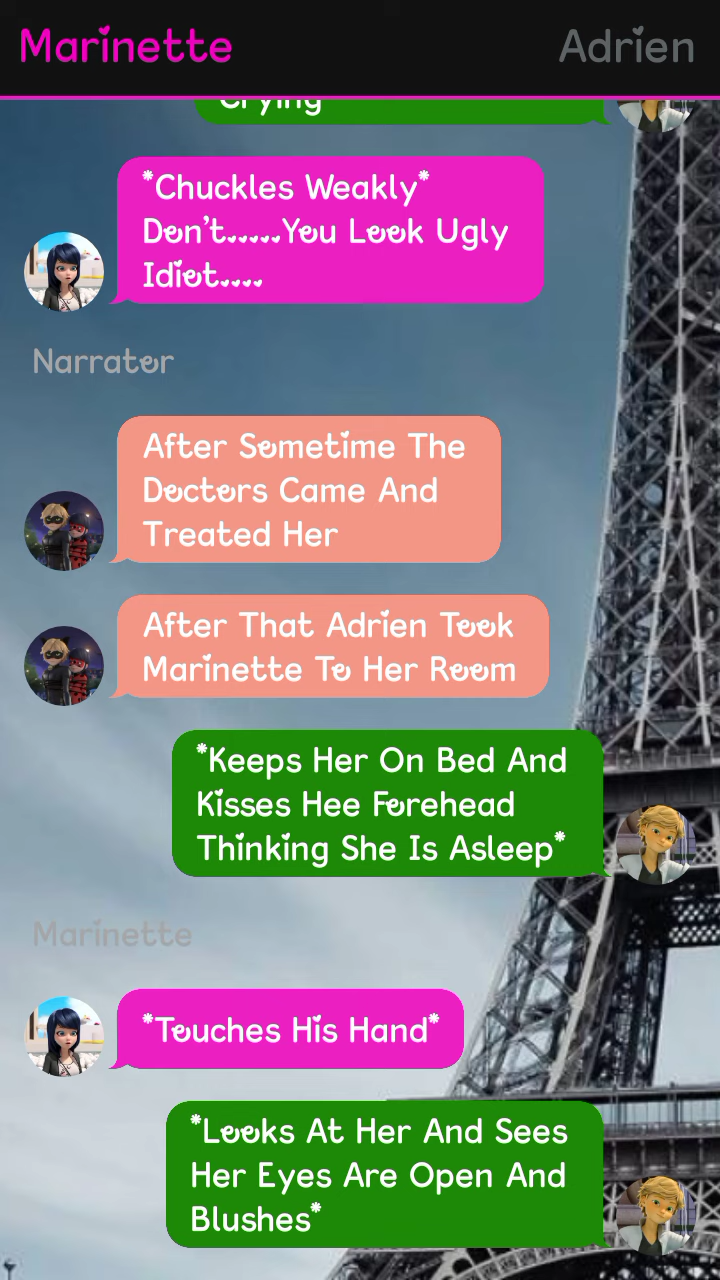 Marinette
Adrien
Crying
*Chuckles Weakly*
Don't.....You Look Ugly
Idiot....
Narrator
After Sometime The
Doctors Came And
Treated Her
After That Adrien Took
Marinette To Her Room
*Keeps Her On Bed And
Kisses Hee Forehead
Thinking She Is Asleep*
Marinette
*Touches His Hand*
*Looks At Her And Sees
Her Eyes Are Open And
Blushes*